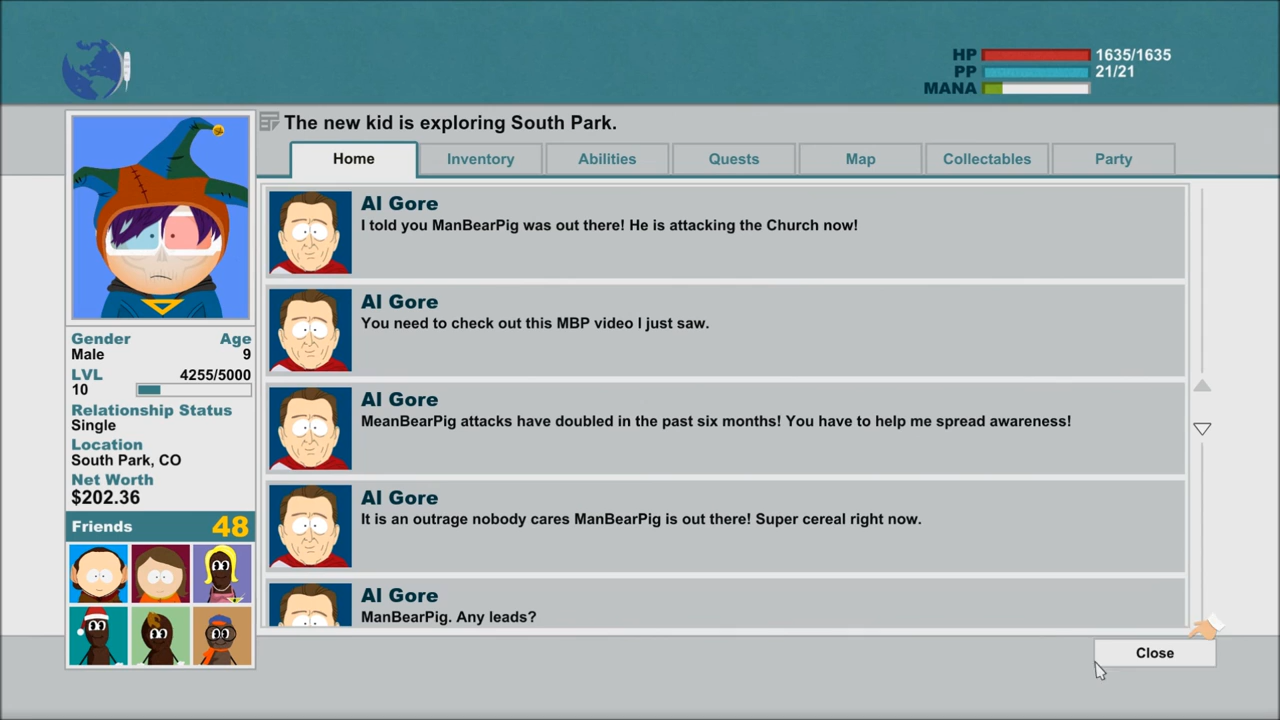 HP 1635/1635
PP 21/21
MANA
The new kid is exploring South Park.
Home Inventory Abilities Quests Map Collectables Party
Gender Age
Male 9
LVL 4255/5000
10
Relationship Status
Single
Location
South Park, CO
Net Worth
$202.36
Friends 48
Al Gore
I told you ManBearPig was out there! He is attacking the Church now!
Al Gore
You need to check out this MBP video I just saw.
Al Gore
MeanBearPig attacks have doubled in the past six months! You have to help me spread awareness!
Al Gore
It is an outrage nobody cares ManBearPig is out there! Super cereal right now.
Al Gore
ManBearPig. Any leads?
Close